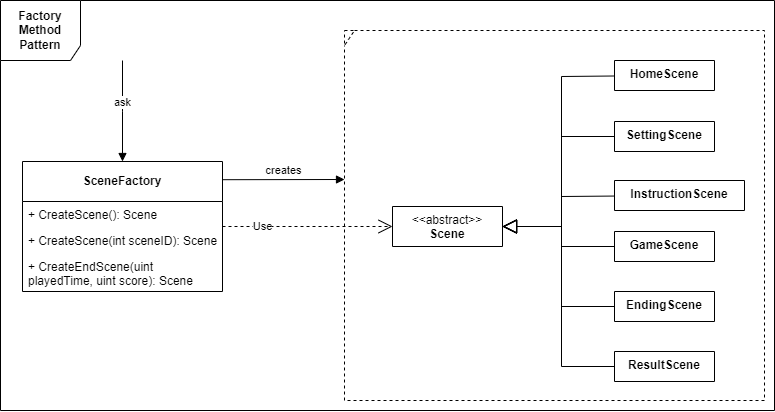 Factory
Method
Pattern
ask
SceneFactory
+ CreateScene(): Scene
+ CreateScene(int sceneID): Scene
+ CreateEndScene(uint
playedTime, uint score): Scene
creates
Use
<<abstract>>
Scene
HomeScene
SettingScene
InstructionScene
GameScene
EndingScene
ResultScene